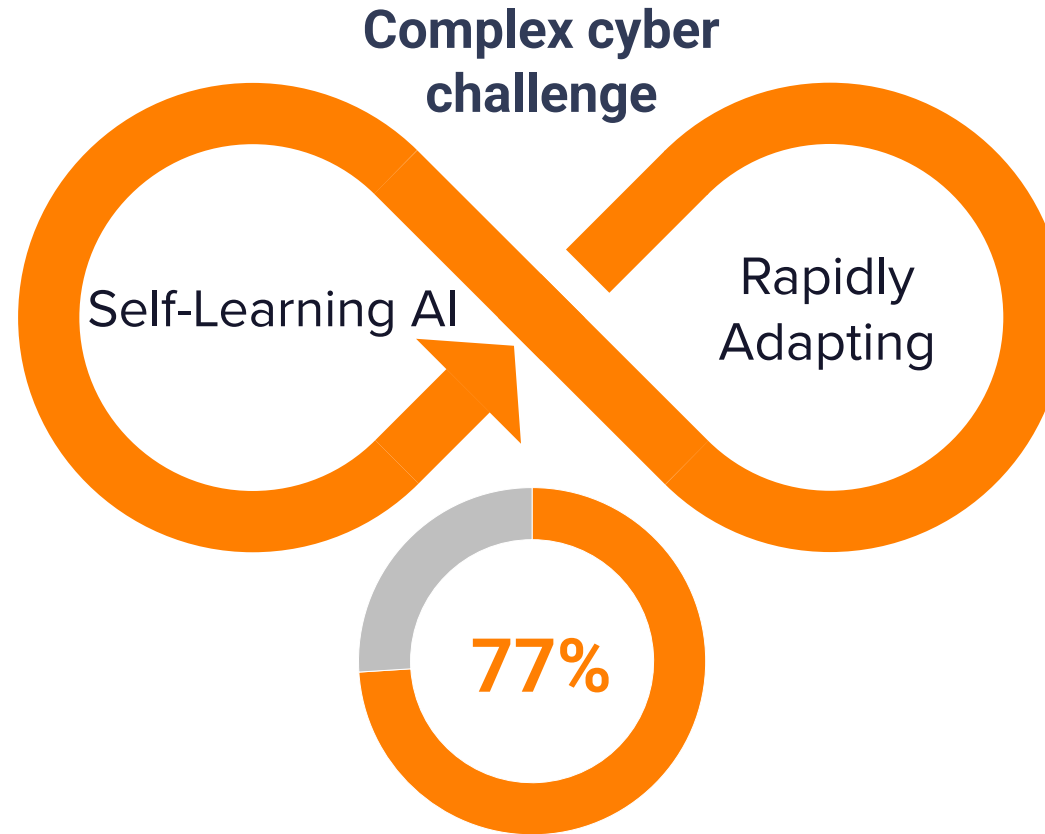 Complex cyber
challenge
Self-Learning AI
Rapidly
Adapting
77%